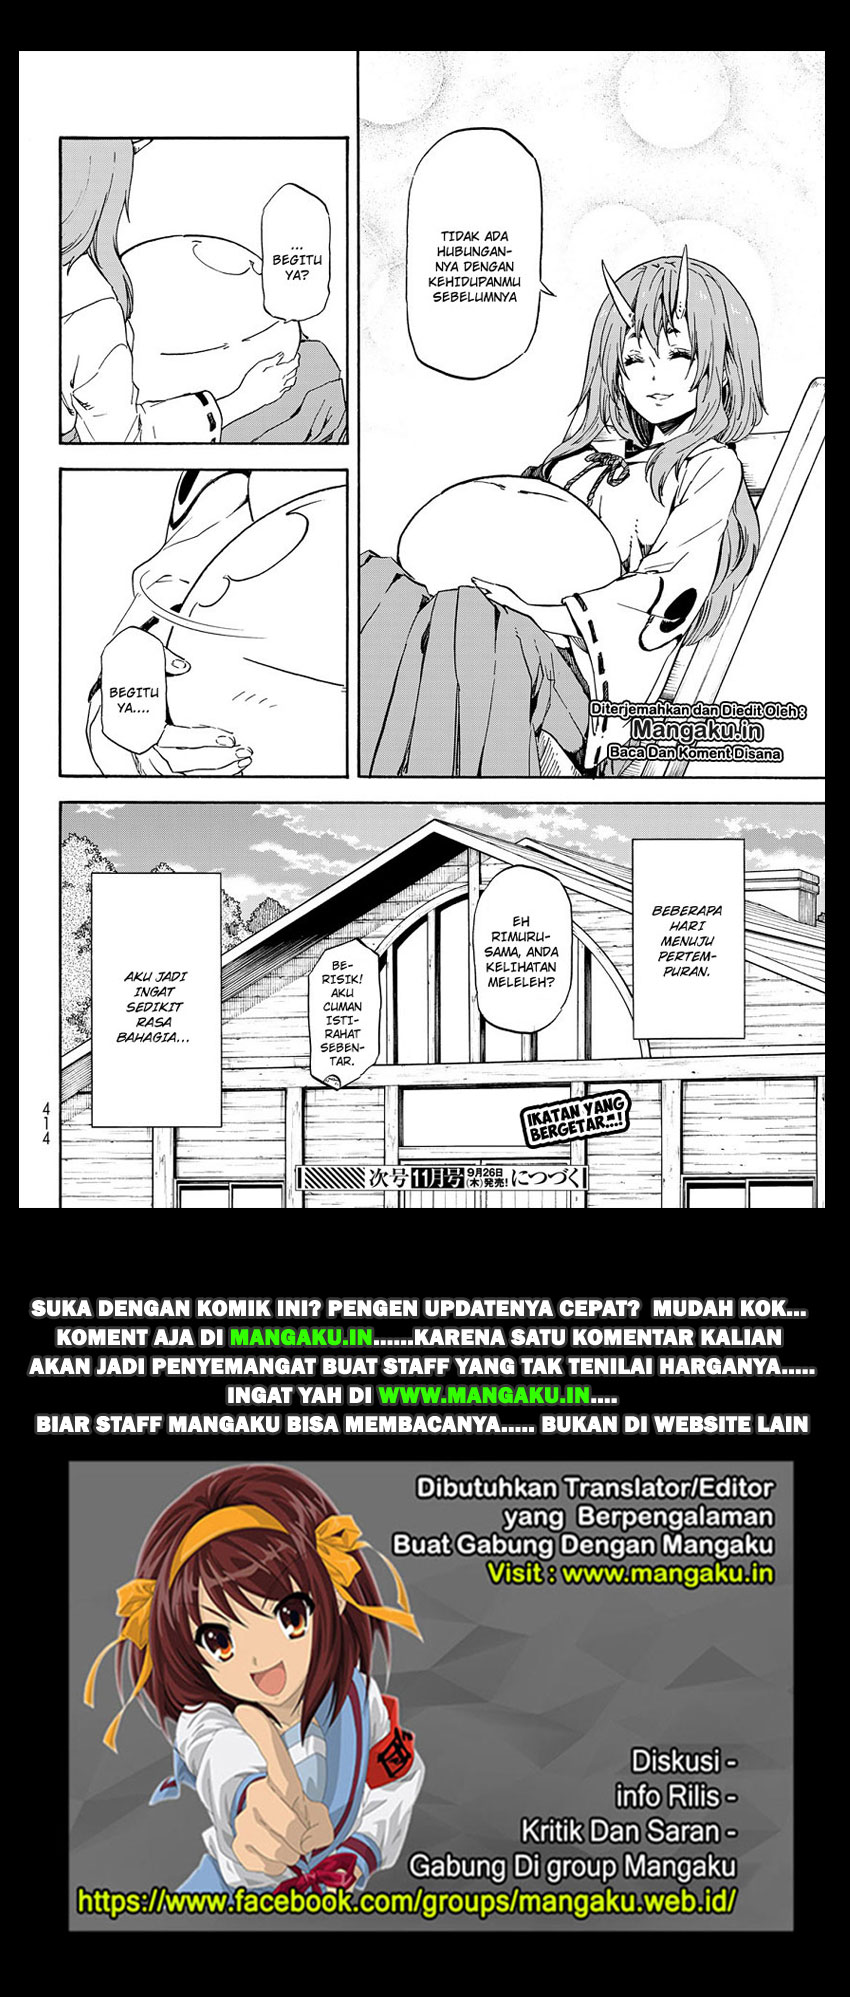 TIDAK ADA
HUBUNGAN-
NYA DENGAN
KEHIDUPANMU
SEBELUMNYA
...
BEGITU
YA?
BEGITU
YA....
Diterjemahkan dan Diedit Oleh :
Mangaku.in
Baca Dan Koment Disana
BEBERAPA
HARI
MENUJU
PERTEM-
PURAN.
EH
RIMURU-
SAMA, ANDA
KELIHATAN
MELELEH?
BE-
RISIK!
AKU
CUMAN
ISTI-
RAHAT
SEBEN-
TAR.
AKU JADI
INGAT
SEDIKIT
RASA
BAHAGIA...
414
IKATAN YANG
BERGETAR...!
次号11月号 9月26日(木)発売! につづく
SUKA DENGAN KOMIK INI? PENGEN UPDATENYA CEPAT? MUDAH KOK...
KOMENT AJA DI MANGAKU.IN......KARENA SATU KOMENTAR KALIAN
AKAN JADI PENYEMANGAT BUAT STAFF YANG TAK TENILAI HARGANYA.....
INGAT YAH DI WWW.MANGAKU.IN....
BIAR STAFF MANGAKU BISA MEMBACANYA..... BUKAN DI WEBSITE LAIN
Dibutuhkan Translator/Editor
yang Berpengalaman
Buat Gabung Dengan Mangaku
Visit : www.mangaku.in
Diskusi -
info Rilis -
Kritik Dan Saran -
Gabung Di group Mangaku
https://www.facebook.com/groups/mangaku.web.id/